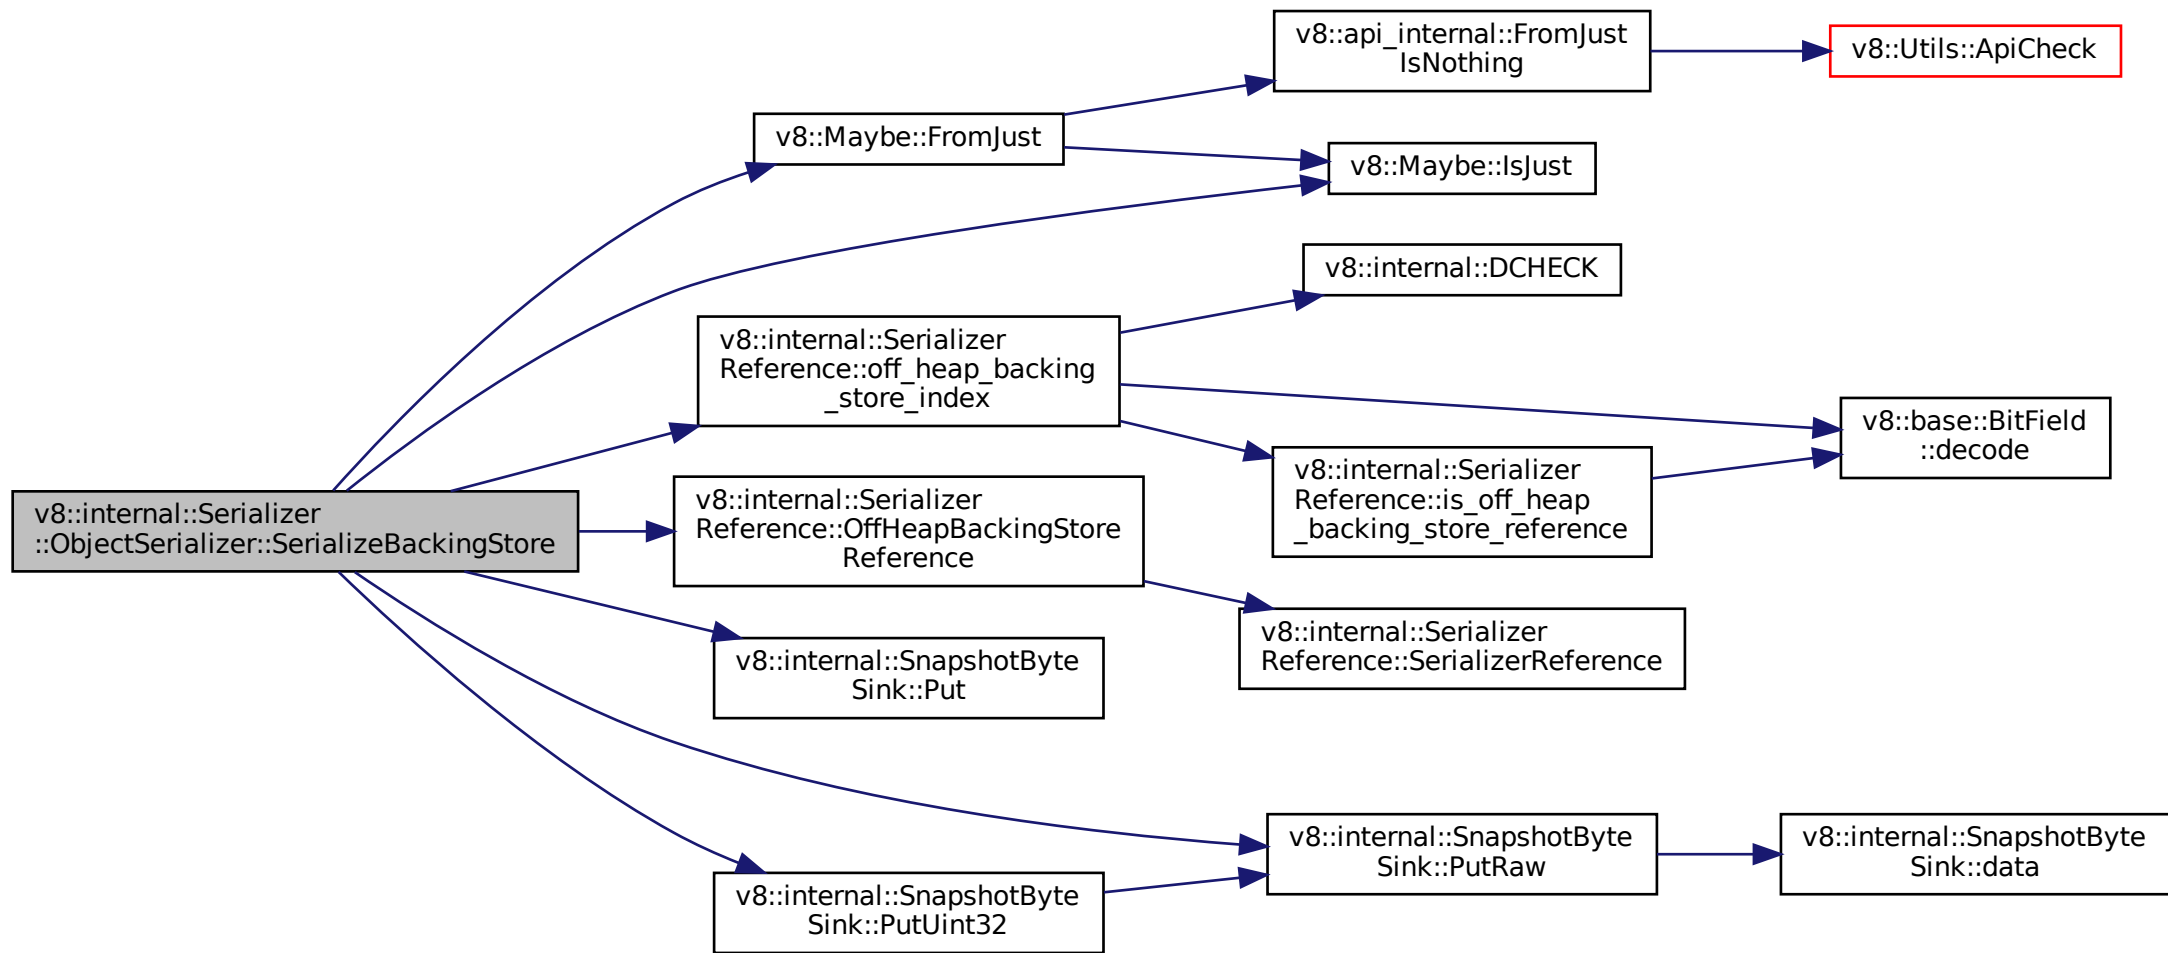 v8::internal::Serializer
::ObjectSerializer::SerializeBackingStore
v8::Maybe::FromJust
v8::api_internal::FromJust
IsNothing
v8::Utils::ApiCheck
v8::Maybe::IsJust
v8::internal::Serializer
Reference::off_heap_backing
_store_index
v8::internal::DCHECK
v8::base::BitField
::decode
v8::internal::Serializer
Reference::is_off_heap
_backing_store_reference
v8::internal::Serializer
Reference::OffHeapBackingStore
Reference
v8::internal::Serializer
Reference::SerializerReference
v8::internal::SnapshotByte
Sink::Put
v8::internal::SnapshotByte
Sink::PutRaw
v8::internal::SnapshotByte
Sink::data
v8::internal::SnapshotByte
Sink::PutUint32